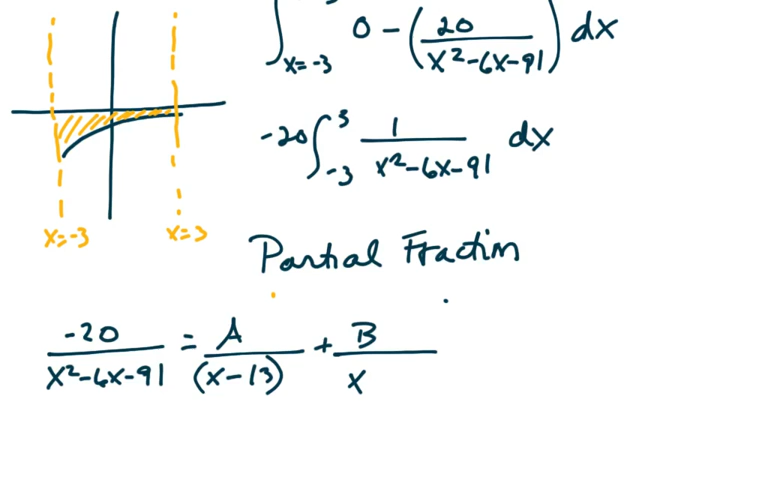 ∫ x=-3 0 - (20 / x²-6x-91) dx
-20 ∫ 3 -3 1 / x²-6x-91 dx
x=-3 x=3
Partial Fraction
-20 / x²-6x-91 = A / (x-13) + B / x